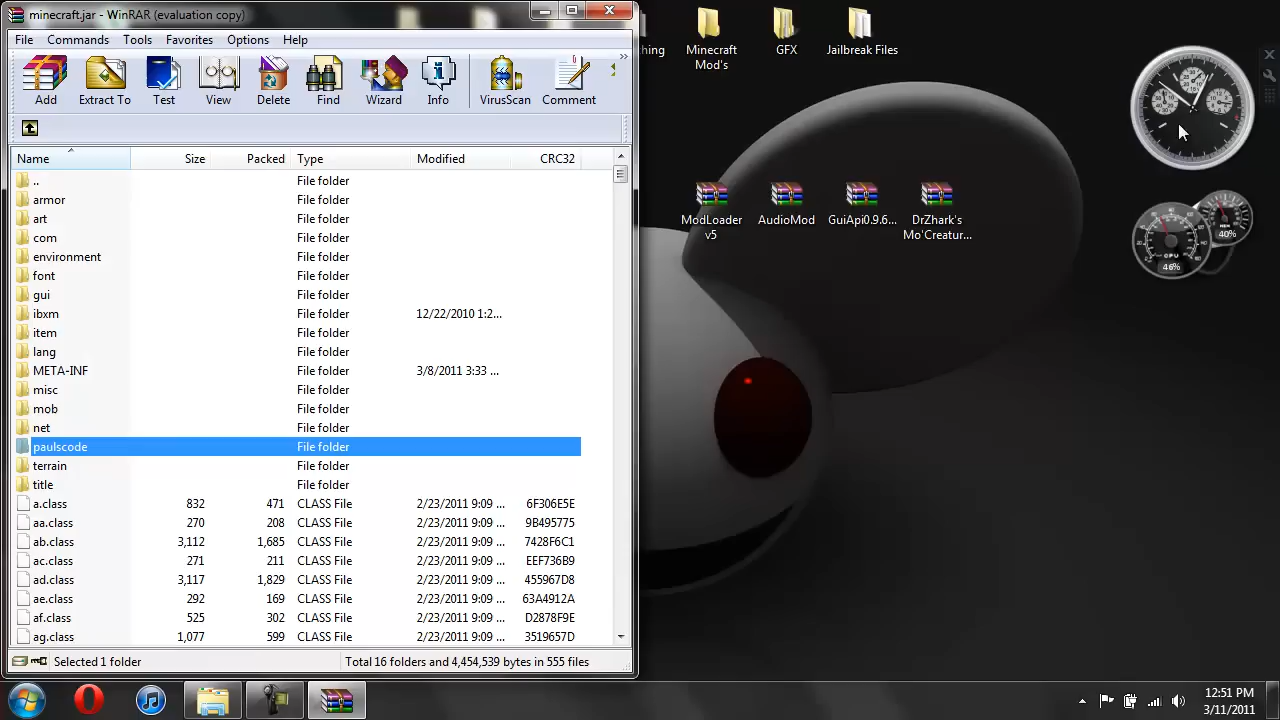 minecraft.jar - WinRAR (evaluation copy)
File Commands Tools Favorites Options Help
Add Extract To Test View Delete Find Wizard Info VirusScan Comment
Name Size Packed Type Modified CRC32
.. File folder
armor File folder
art File folder
com File folder
environment File folder
font File folder
gui File folder
ibxm File folder 12/22/2010 1:2...
item File folder
lang File folder
META-INF File folder 3/8/2011 3:33 ...
misc File folder
mob File folder
net File folder
paulscode File folder
terrain File folder
title File folder
a.class 832 471 CLASS File 2/23/2011 9:09 ... 6F306E5E
aa.class 270 208 CLASS File 2/23/2011 9:09 ... 9B495775
ab.class 3,112 1,685 CLASS File 2/23/2011 9:09 ... 7428F6C1
ac.class 271 211 CLASS File 2/23/2011 9:09 ... EEF736B9
ad.class 3,117 1,829 CLASS File 2/23/2011 9:09 ... 455967D8
ae.class 292 169 CLASS File 2/23/2011 9:09 ... 63A4912A
af.class 525 302 CLASS File 2/23/2011 9:09 ... D2878F9E
ag.class 1,077 599 CLASS File 2/23/2011 9:09 ... 3519657D
Selected 1 folder Total 16 folders and 4,454,539 bytes in 555 files
ching
Minecraft
Mod's
GFX
Jailbreak Files
ModLoader
v5
AudioMod
GuiApi0.9.6...
DrZhark's
Mo'Creatur...
40%
CPU
46%
12:51 PM
3/11/2011